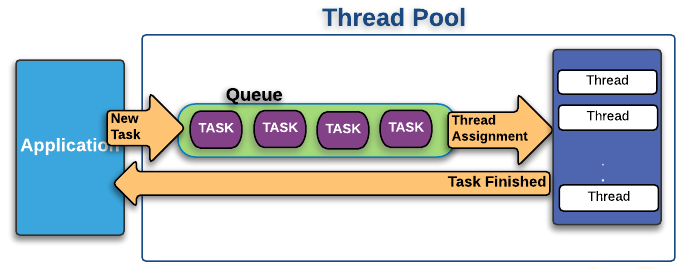 Thread Pool
Application
New
Task
Queue
TASK
TASK
TASK
TASK
Thread
Assignment
Thread
Thread
.
.
Thread
Task Finished